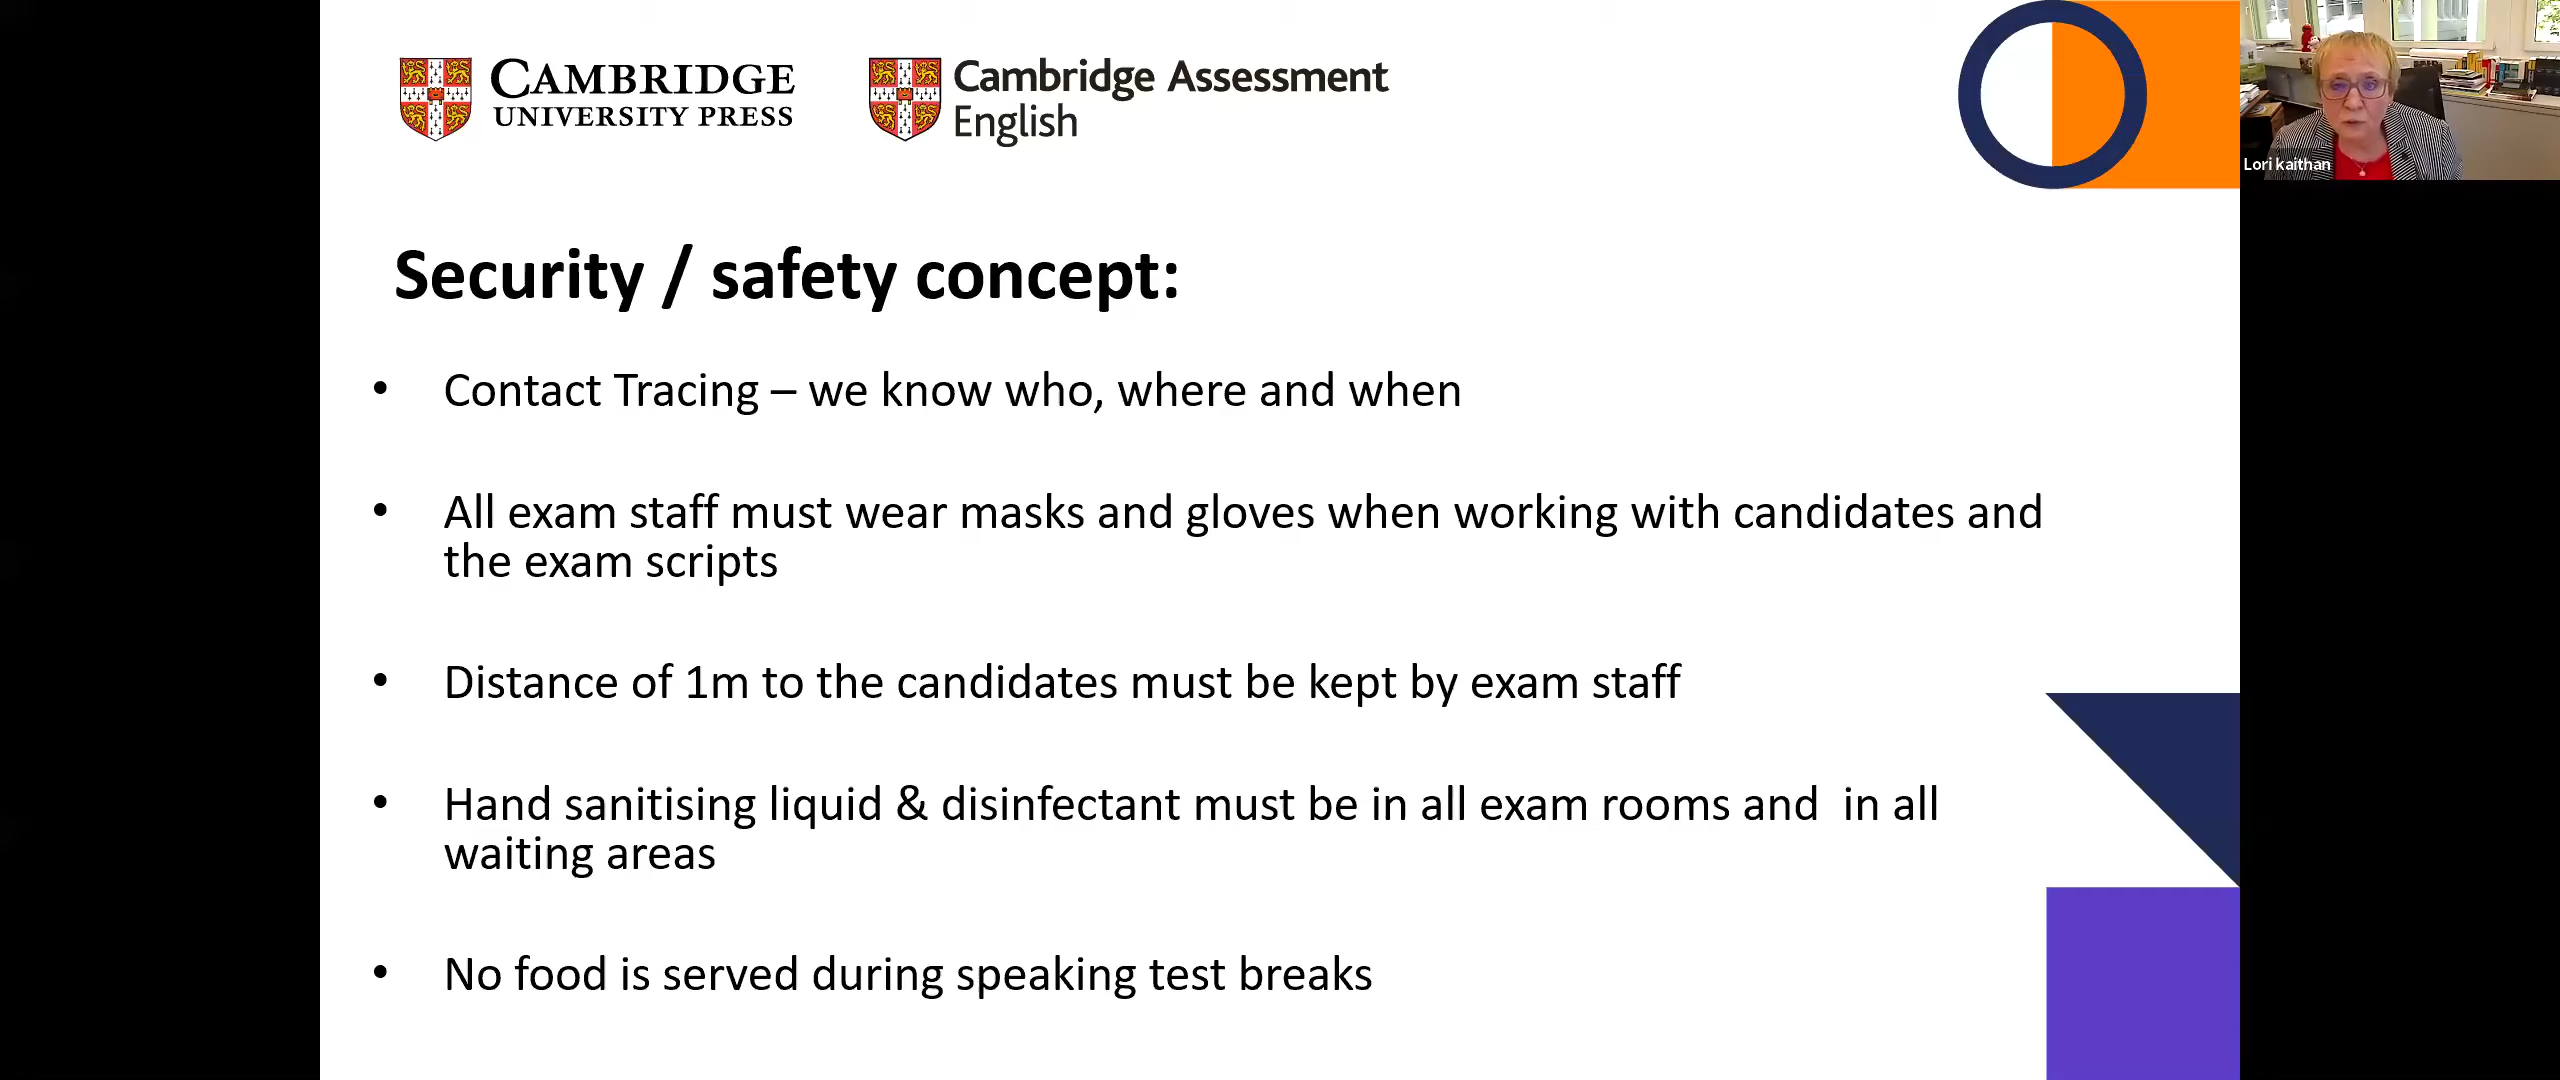 CAMBRIDGE
UNIVERSITY PRESS
Cambridge Assessment
English
Lori kaithan
Security / safety concept:
• Contact Tracing – we know who, where and when
• All exam staff must wear masks and gloves when working with candidates and
the exam scripts
• Distance of 1m to the candidates must be kept by exam staff
• Hand sanitising liquid & disinfectant must be in all exam rooms and  in all
waiting areas
• No food is served during speaking test breaks